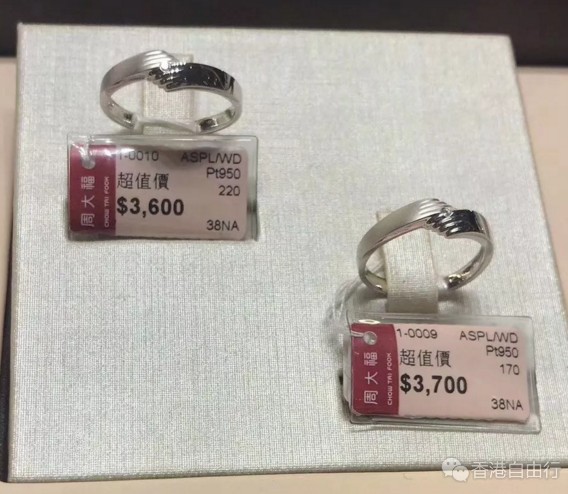 1-0010 ASPL/WD
Pt950
超值價
220
$3,600
38NA
周大福
CHOW TAI FOOK
1-0009 ASPL/WD
Pt950
超值價
170
$3,700
38NA
周大福
CHOW TAI FOOK
香港自由行